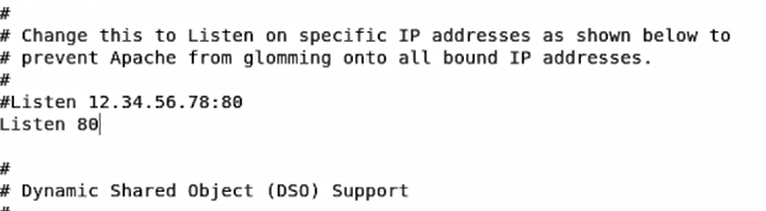 #
# Change this to Listen on specific IP addresses as shown below to
# prevent Apache from glomming onto all bound IP addresses.
#
#Listen 12.34.56.78:80
Listen 80
#
# Dynamic Shared Object (DSO) Support
#